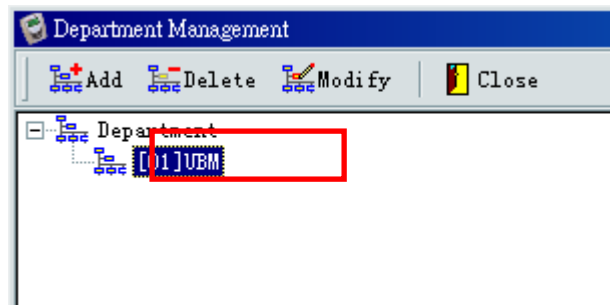 Department Management
Add Delete Modify Close
Department
[01]UBM